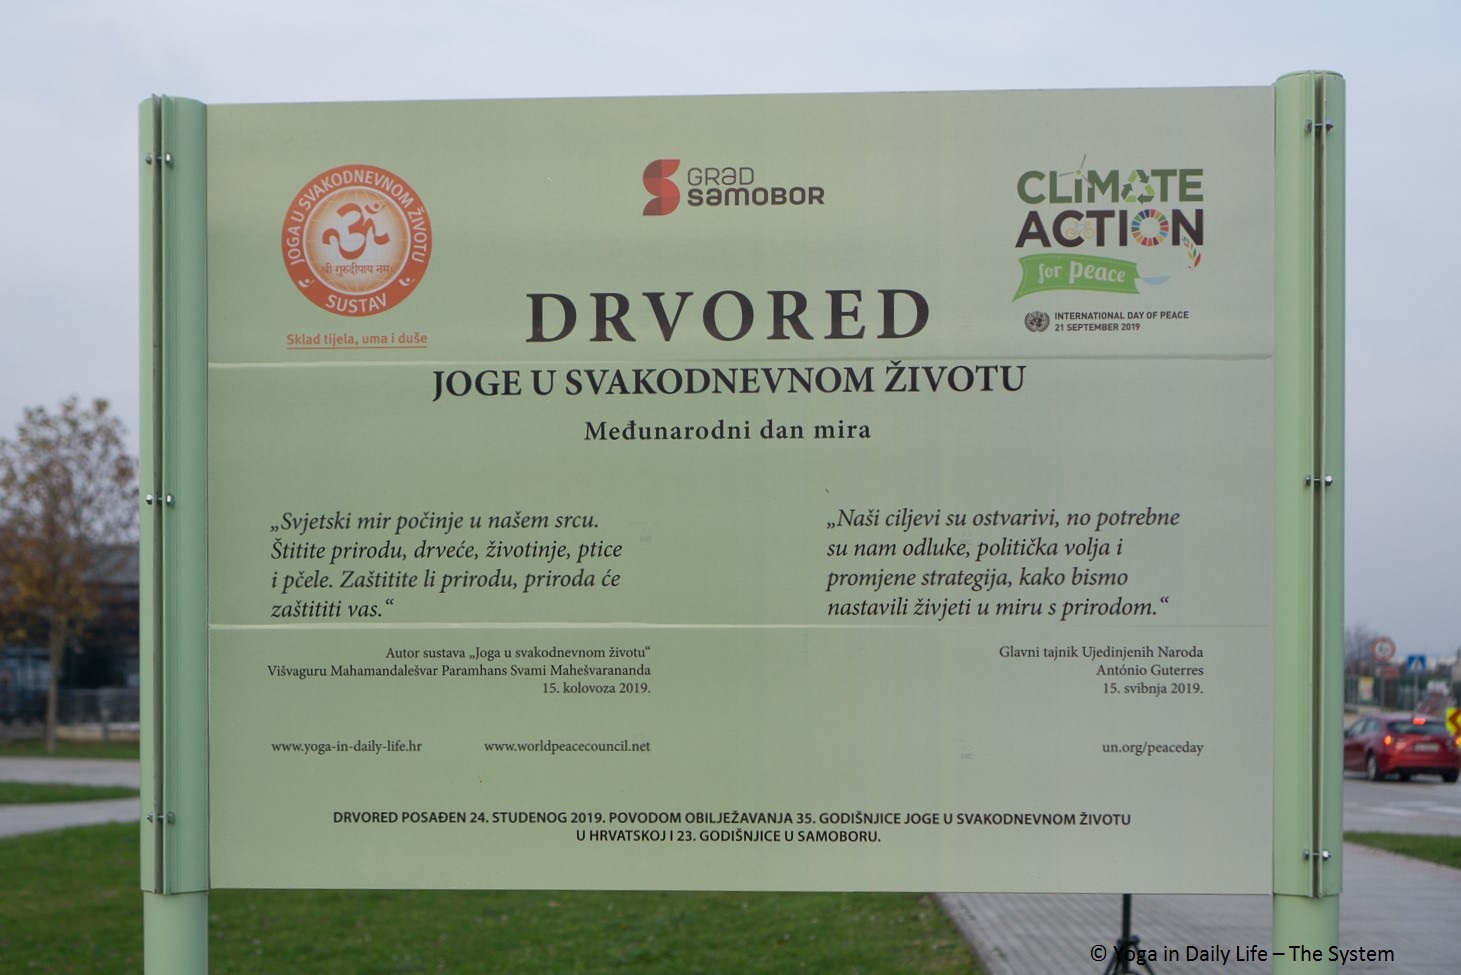 JOGA U SVAKODNEVNOM ŽIVOTU
श्री गुरुदीपाय नमः
SUSTAV
Sklad tijela, uma i duše
GRaD
SamOBOR
CLiMATE
ACTION
for Peace
INTERNATIONAL DAY OF PEACE
21 SEPTEMBER 2019
DRVORED
JOGE U SVAKODNEVNOM ŽIVOTU
Međunarodni dan mira
„Svjetski mir počinje u našem srcu.
Štitite prirodu, drveće, životinje, ptice
i pčele. Zaštitite li prirodu, priroda će
zaštititi vas.“
Autor sustava „Joga u svakodnevnom životu“
Višvaguru Mahamandalešvar Paramhans Svami Mahešvarananda
15. kolovoza 2019.
www.yoga-in-daily-life.hr
www.worldpeacecouncil.net
„Naši ciljevi su ostvarivi, no potrebne
su nam odluke, politička volja i
promjene strategija, kako bismo
nastavili živjeti u miru s prirodom.“
Glavni tajnik Ujedinjenih Naroda
António Guterres
15. svibnja 2019.
un.org/peaceday
DRVORED POSAĐEN 24. STUDENOG 2019. POVODOM OBILJEŽAVANJA 35. GODIŠNJICE JOGE U SVAKODNEVNOM ŽIVOTU
U HRVATSKOJ I 23. GODIŠNJICE U SAMOBORU.
© Yoga in Daily Life – The System